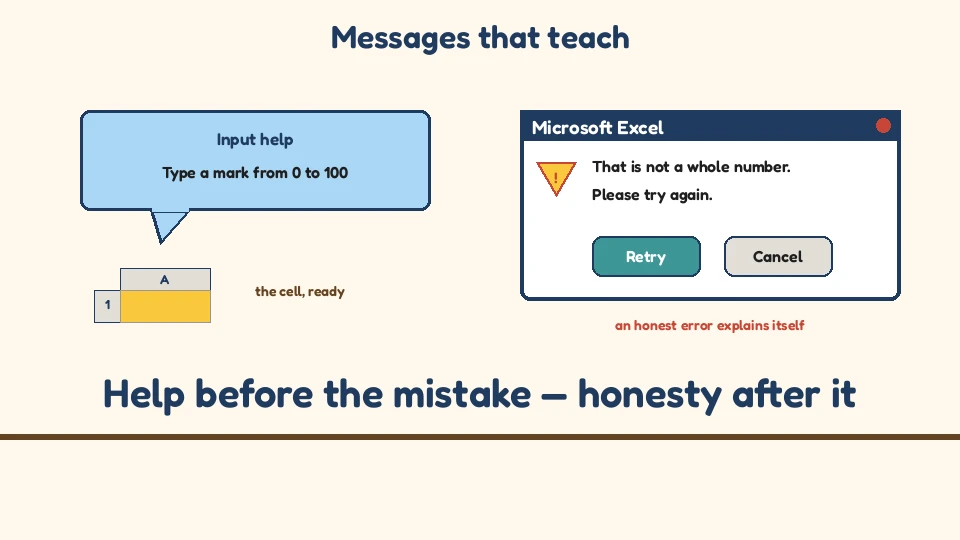 Messages that teach
Input help
Type a mark from 0 to 100
A
1
the cell, ready
Microsoft Excel
!
That is not a whole number.
Please try again.
Retry
Cancel
an honest error explains itself
Help before the mistake — honesty after it